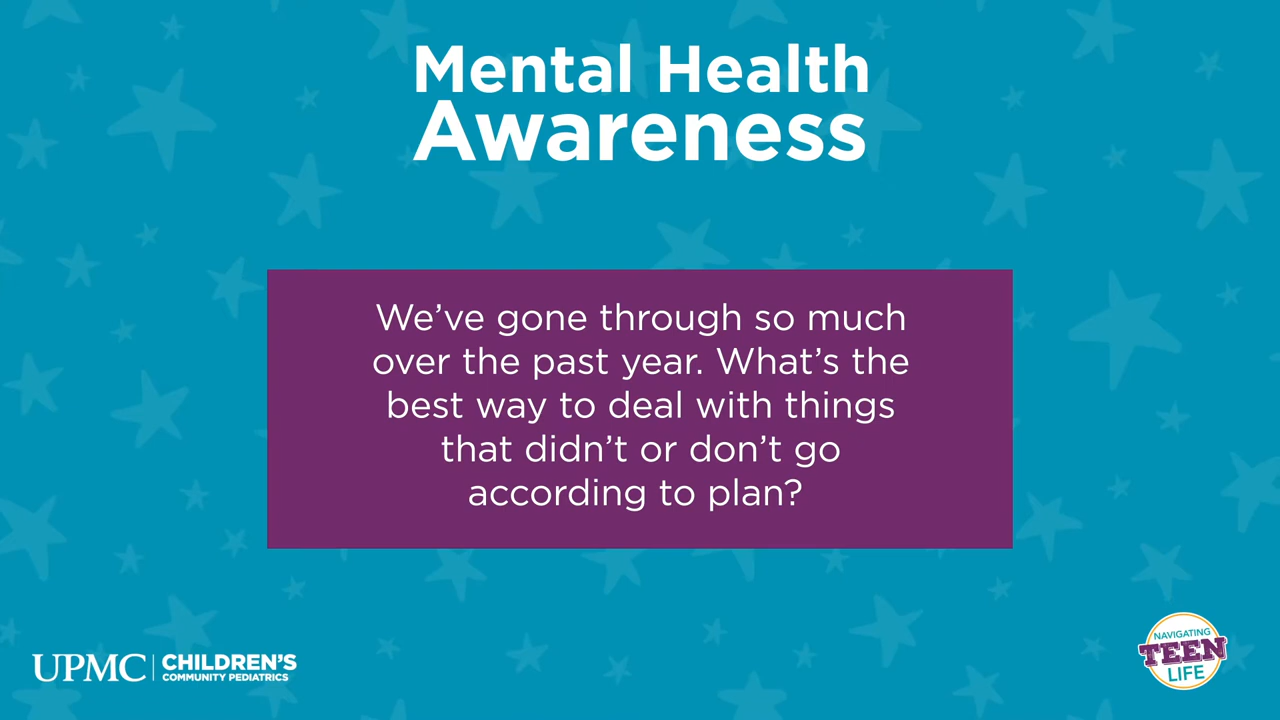 Mental Health
Awareness
We've gone through so much
over the past year. What's the
best way to deal with things
that didn't or don't go
according to plan?
UPMC | CHILDREN'S
COMMUNITY PEDIATRICS
NAVIGATING
TEEN
LIFE